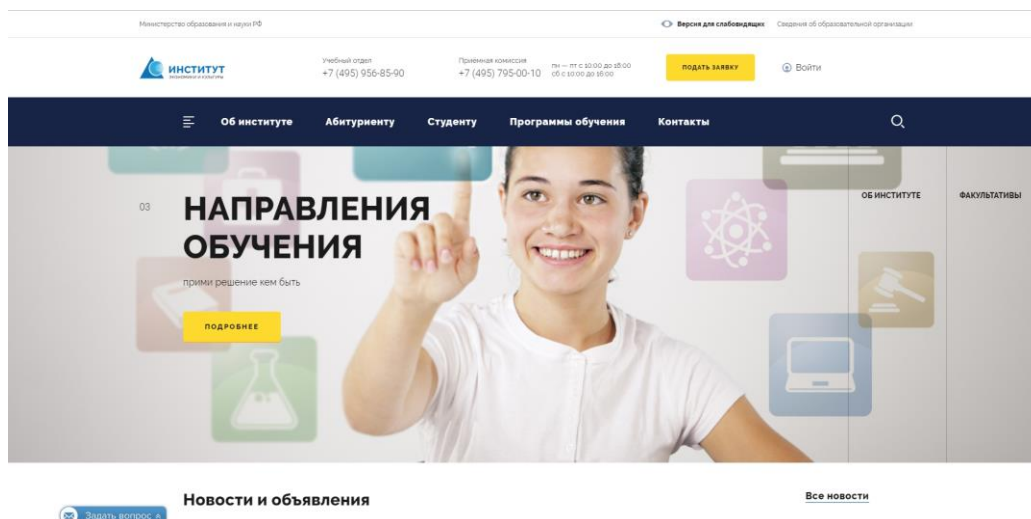 Министерство образования и науки РФ
Версия для слабовидящих
Сведения об образовательной организации
ИНСТИТУТ
ЭКОНОМИКИ И КУЛЬТУРЫ
Учебный отдел
+7 (495) 956-85-90
Приёмная комиссия
+7 (495) 795-00-10
пн — пт с 10:00 до 18:00
сб с 10:00 до 16:00
ПОДАТЬ ЗАЯВКУ
Войти
Об институте
Абитуриенту
Студенту
Программы обучения
Контакты
03
НАПРАВЛЕНИЯ
ОБУЧЕНИЯ
прими решение кем быть
ПОДРОБНЕЕ
ОБ ИНСТИТУТЕ
ФАКУЛЬТАТИВЫ
Новости и объявления
Все новости
Задать вопрос